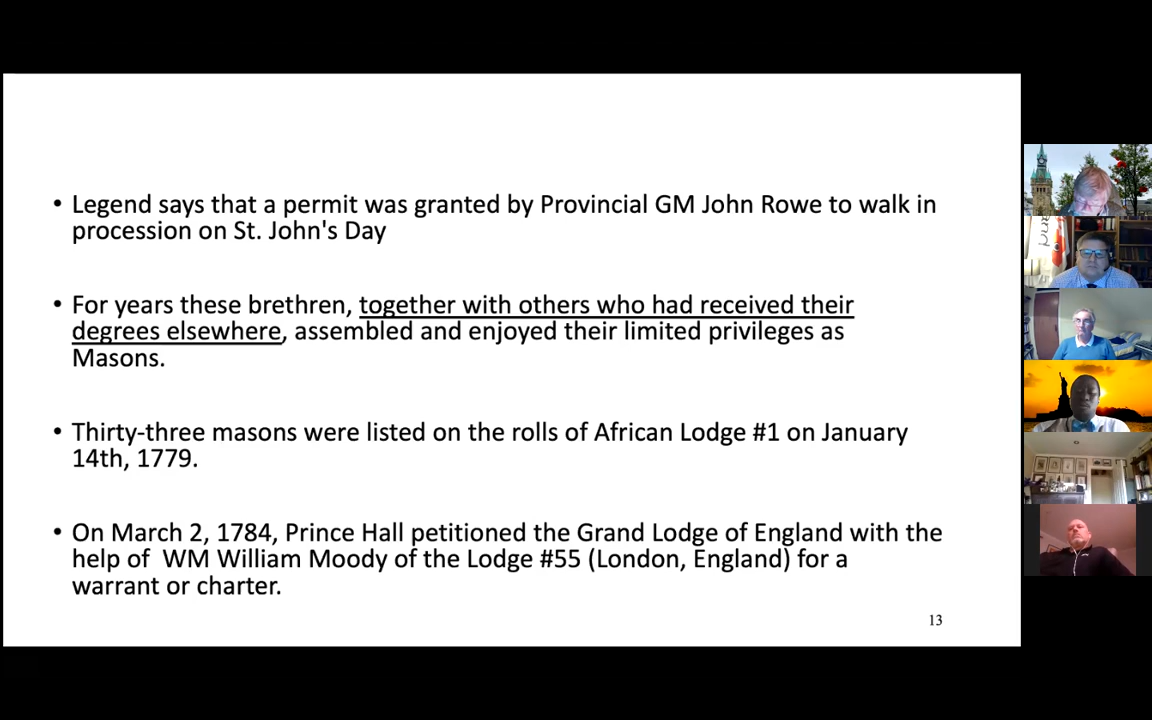 • Legend says that a permit was granted by Provincial GM John Rowe to walk in
procession on St. John's Day
• For years these brethren, together with others who had received their
degrees elsewhere, assembled and enjoyed their limited privileges as
Masons.
• Thirty-three masons were listed on the rolls of African Lodge #1 on January
14th, 1779.
• On March 2, 1784, Prince Hall petitioned the Grand Lodge of England with the
help of  WM William Moody of the Lodge #55 (London, England) for a
warrant or charter.
13